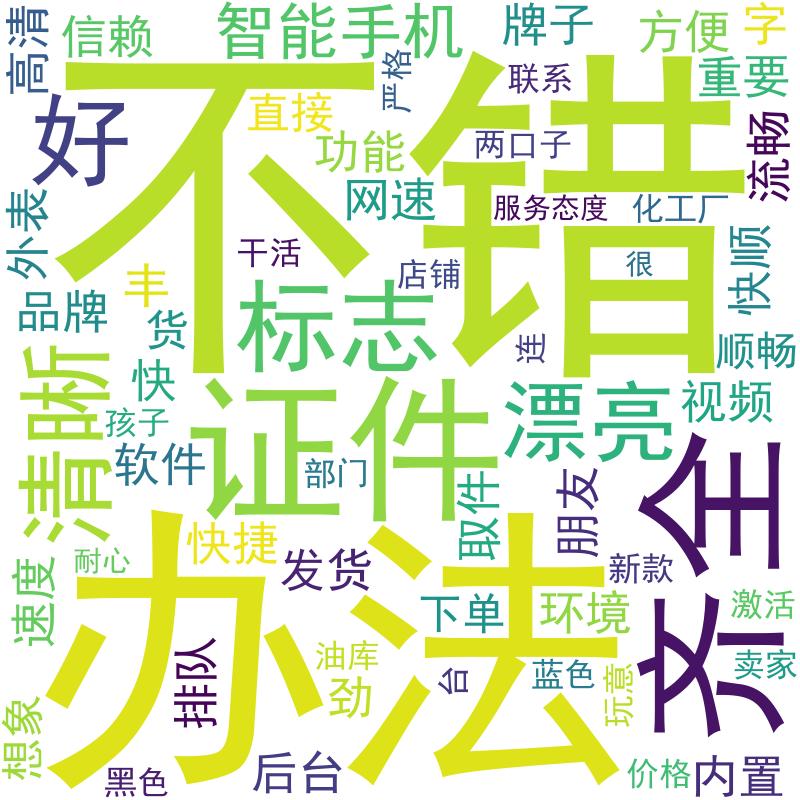 高清
信赖
智能手机
严格
牌子
方便
字
好
不错
直接
联系
重要
功能
两口子
流畅
网速
服务态度
化工厂
外表
干活
店铺
很
快顺
丰
品牌
货
标志
连
顺畅
清晰
快
证件
漂亮
视频
孩子
软件
部门
取件
朋友
齐全
快捷
发货
耐心
速度
新款
办法
下单
环境
激活
排队
油库
劲
台
蓝色
玩意
卖家
想象
黑色
后台
价格
内置